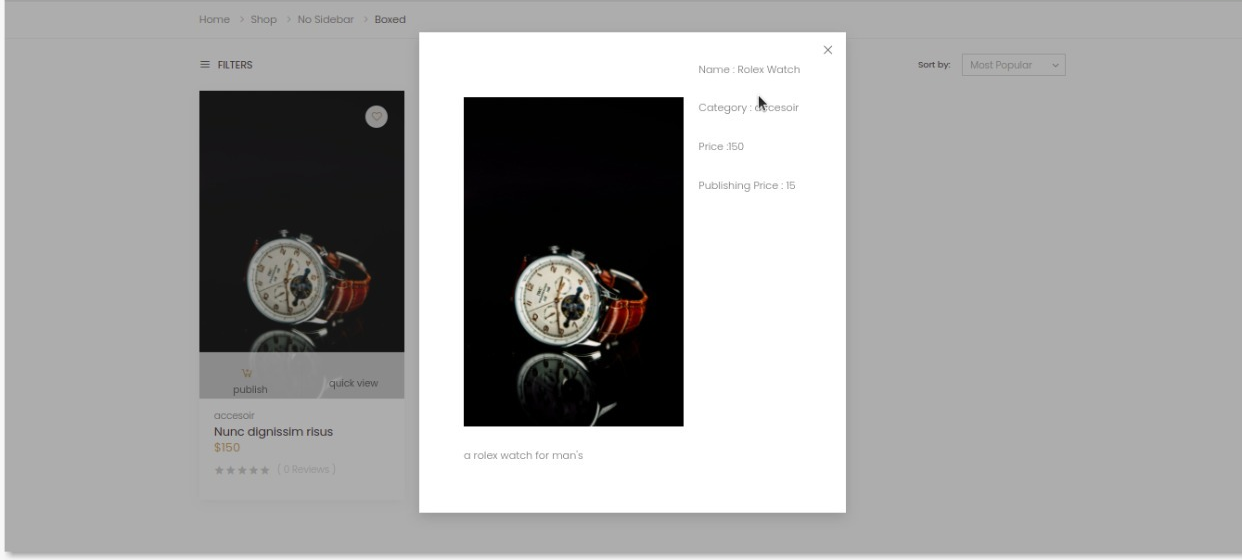 Home > Shop > No Sidebar > Boxed
FILTERS
Sort by: Most Popular
publish
quick view
accesoir
Nunc dignissim risus
$150
( 0 Reviews )
Name : Rolex Watch
Category : accesoir
Price :150
Publishing Price : 15
a rolex watch for man's